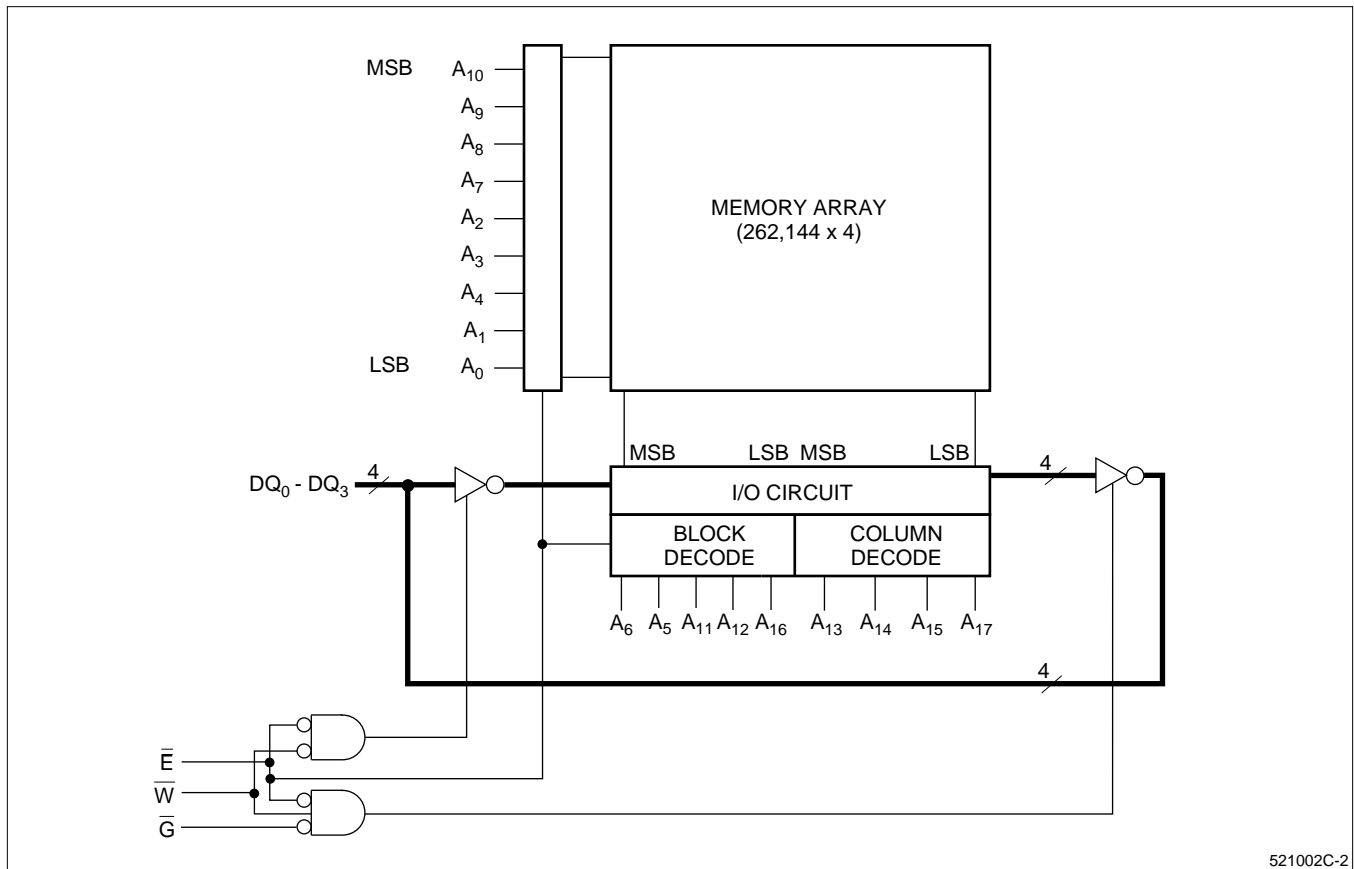 MSB A10
A9
A8
A7
A2
A3
A4
A1
LSB A0
MEMORY ARRAY
(262,144 x 4)
MSB LSB MSB LSB
DQ0 - DQ3
4
I/O CIRCUIT
4
BLOCK
DECODE
COLUMN
DECODE
A6 A5 A11 A12 A16 A13 A14 A15 A17
4
E̅
W̅
G̅
521002C-2